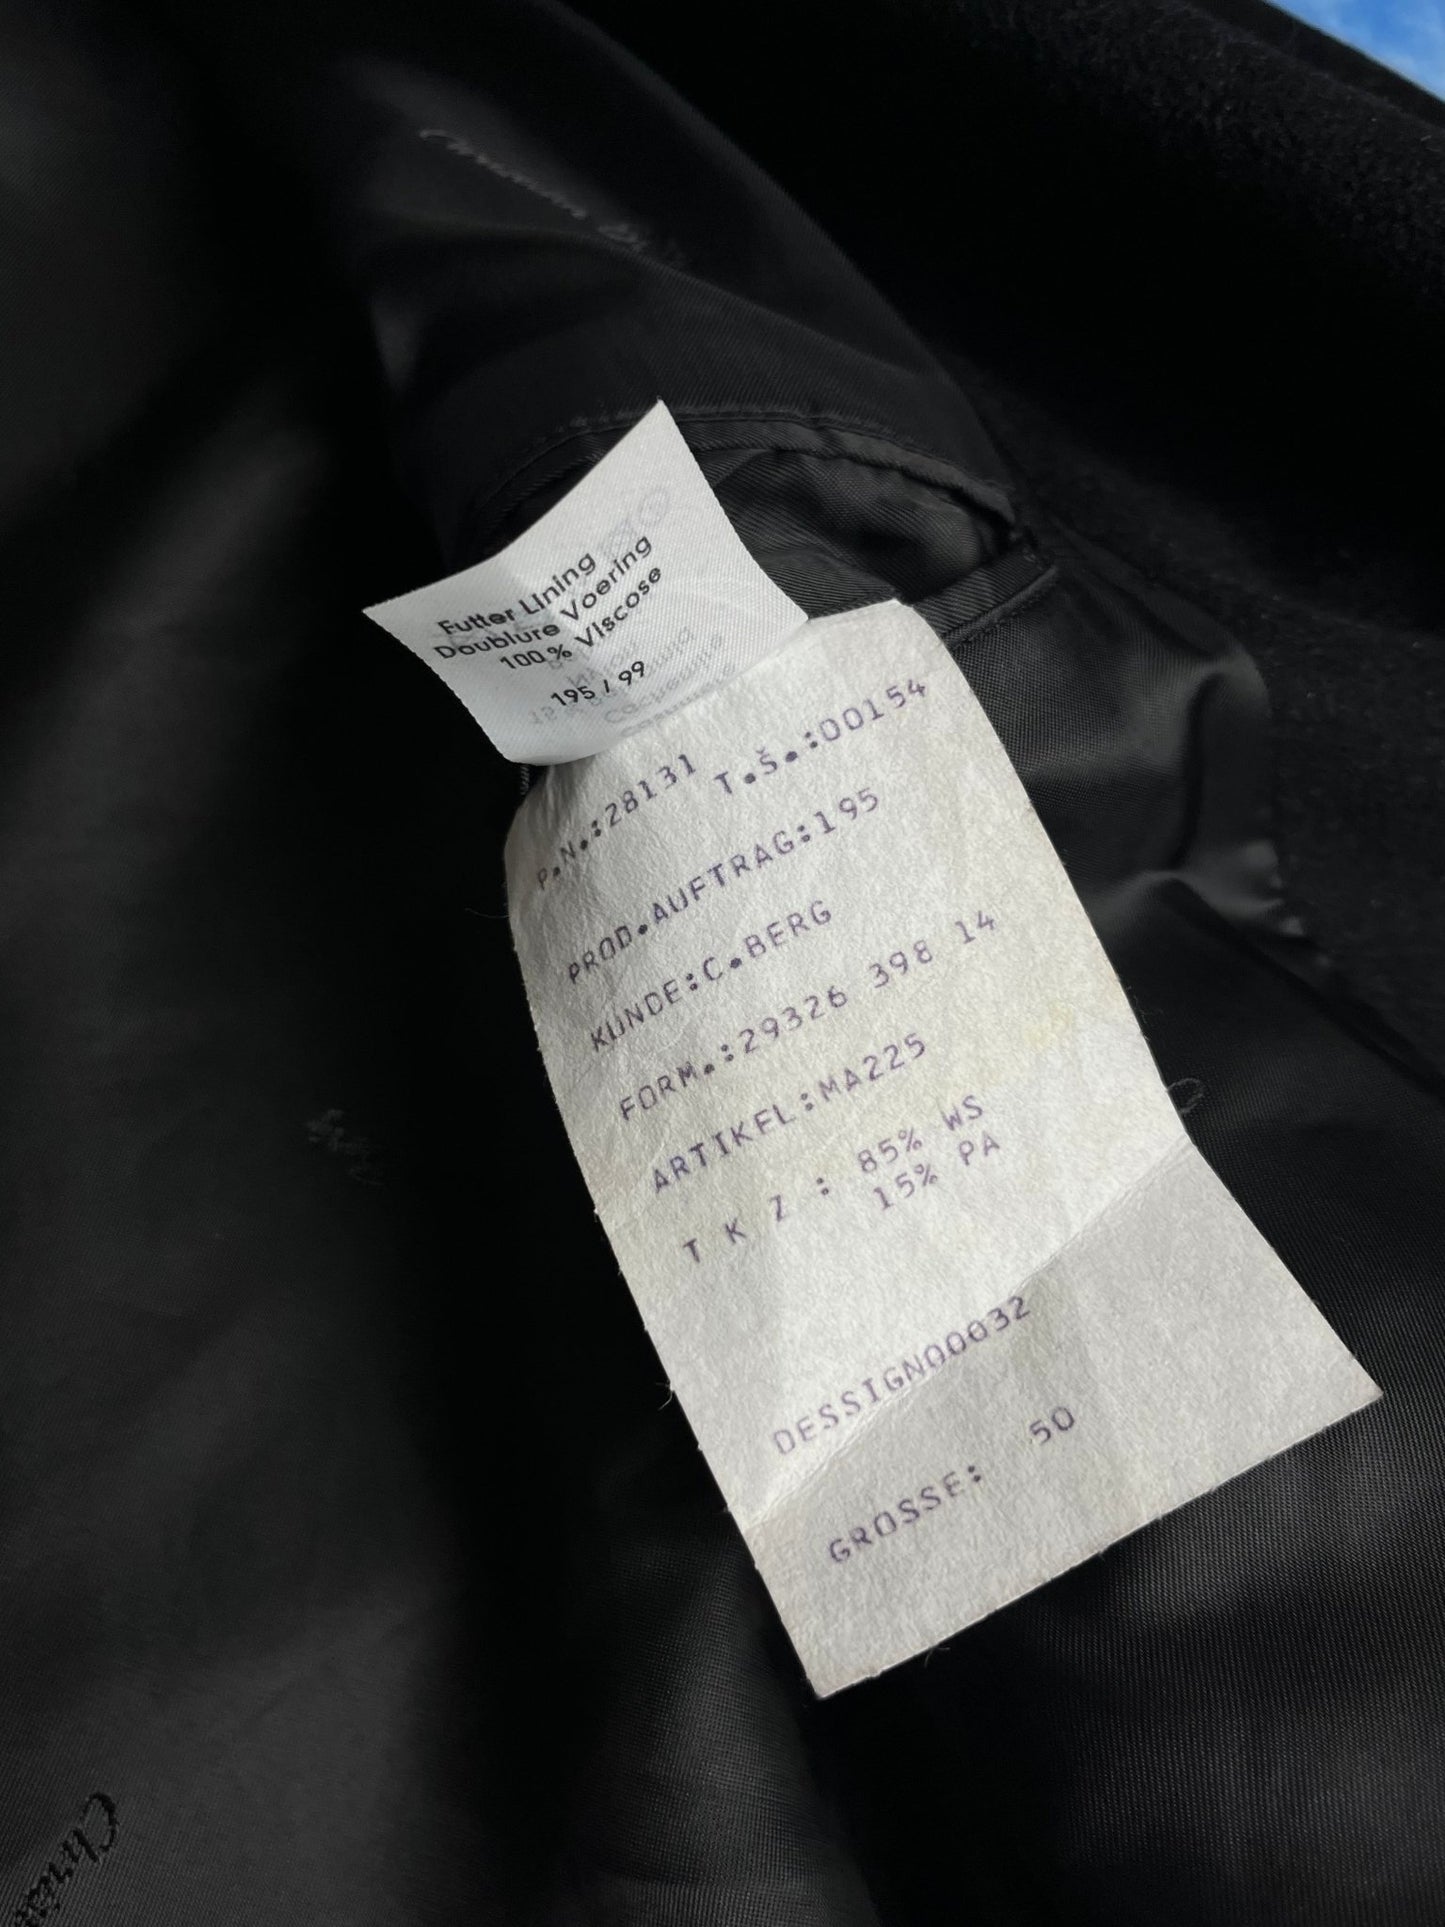 Futter Lining
Doublure Voering
100% Viscose
195 / 99
P.N.:28131 T.Š.:00154
PROD.AUFTRAG:195
KUNDE:C.BERG
FORM.:29326 398 14
ARTIKEL:MA225
T K Z : 85% WS
15% PA
DESSIGN00032
GROSSE: 50